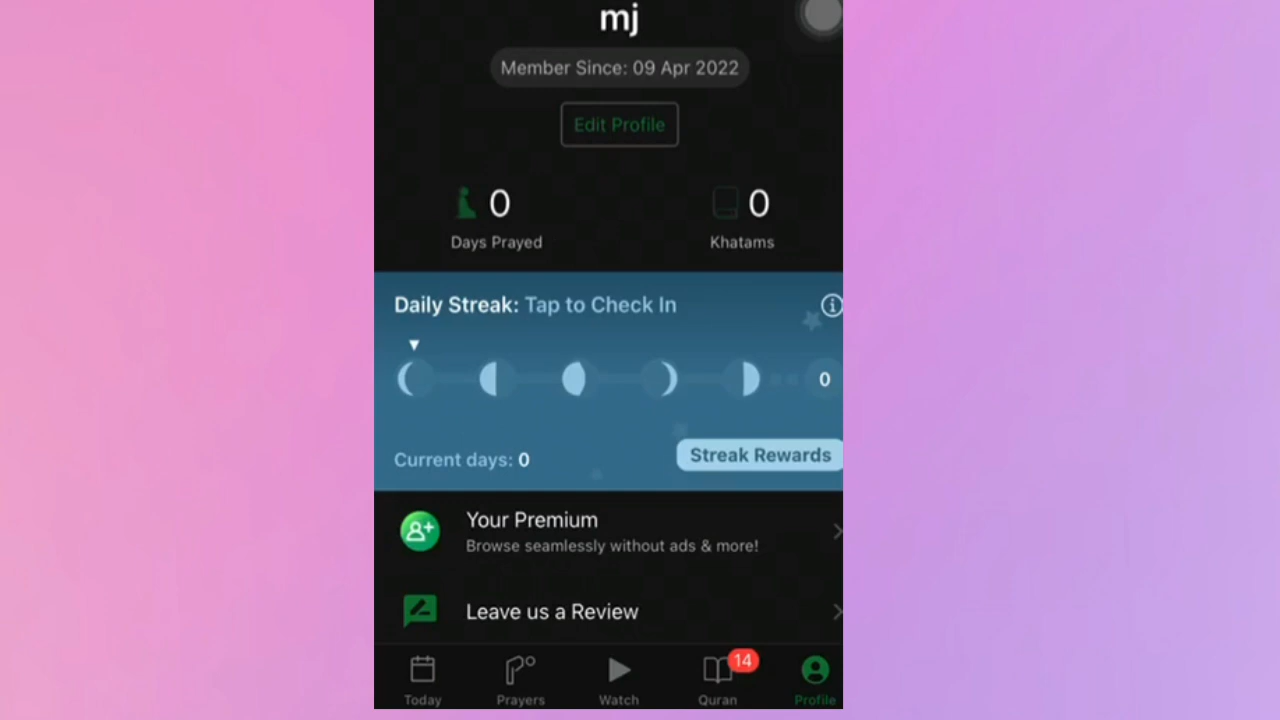 mj
Member Since: 09 Apr 2022
Edit Profile
0 0
Days Prayed Khatams
Daily Streak: Tap to Check In
0
Current days: 0 Streak Rewards
Your Premium
Browse seamlessly without ads & more!
Leave us a Review
14
Today Prayers Watch Quran Profile